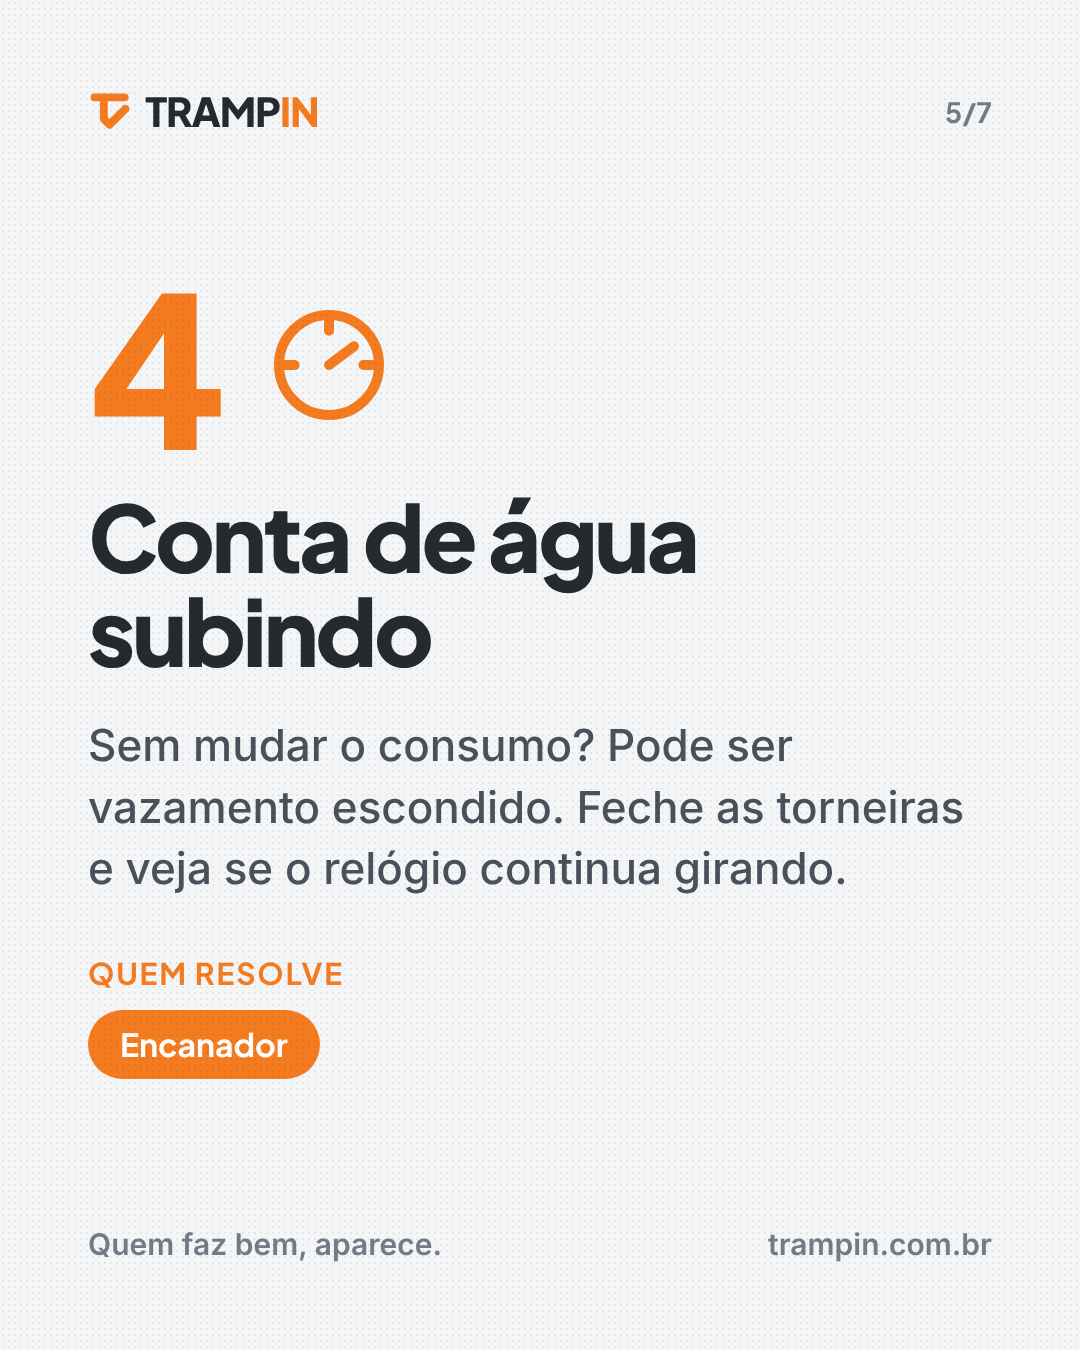 TRAMPIN
5/7
4
Conta de água
subindo
Sem mudar o consumo? Pode ser
vazamento escondido. Feche as torneiras
e veja se o relógio continua girando.
QUEM RESOLVE
Encanador
Quem faz bem, aparece.
trampin.com.br